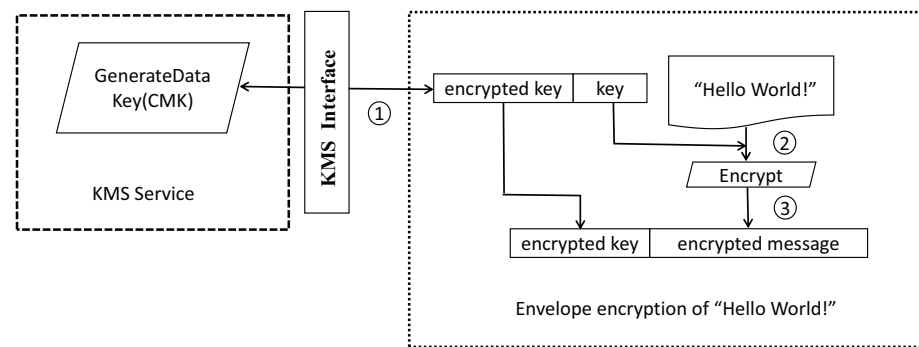 GenerateData
Key(CMK)
KMS Service
KMS Interface
①
encrypted key
key
“Hello World!”
②
Encrypt
③
encrypted key
encrypted message
Envelope encryption of “Hello World!”